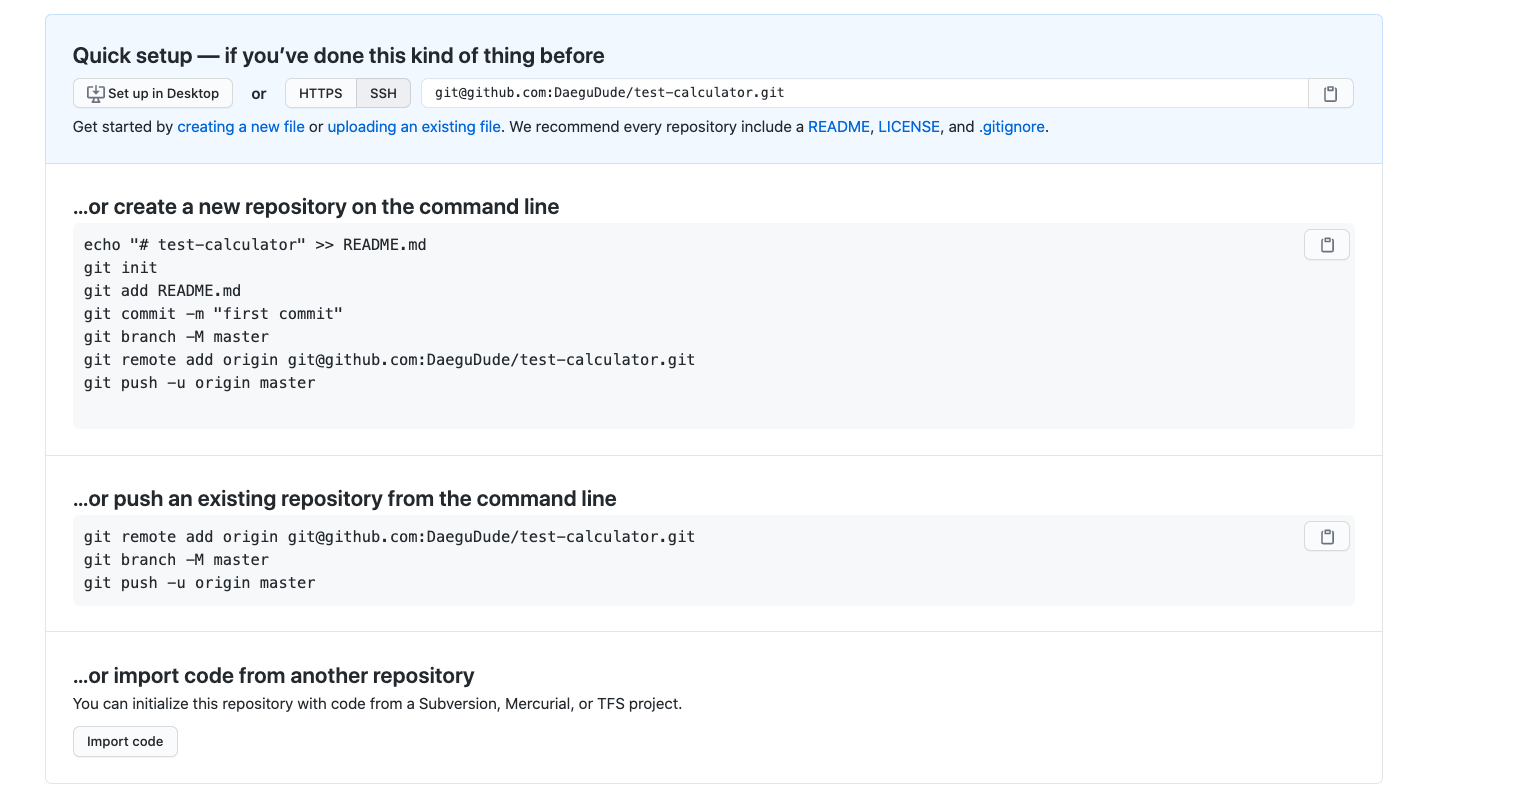 Quick setup — if you’ve done this kind of thing before
Set up in Desktop or HTTPS SSH git@github.com:DaeguDude/test-calculator.git
Get started by creating a new file or uploading an existing file. We recommend every repository include a README, LICENSE, and .gitignore.
…or create a new repository on the command line
echo "# test-calculator" >> README.md
git init
git add README.md
git commit -m "first commit"
git branch -M master
git remote add origin git@github.com:DaeguDude/test-calculator.git
git push -u origin master
…or push an existing repository from the command line
git remote add origin git@github.com:DaeguDude/test-calculator.git
git branch -M master
git push -u origin master
…or import code from another repository
You can initialize this repository with code from a Subversion, Mercurial, or TFS project.
Import code